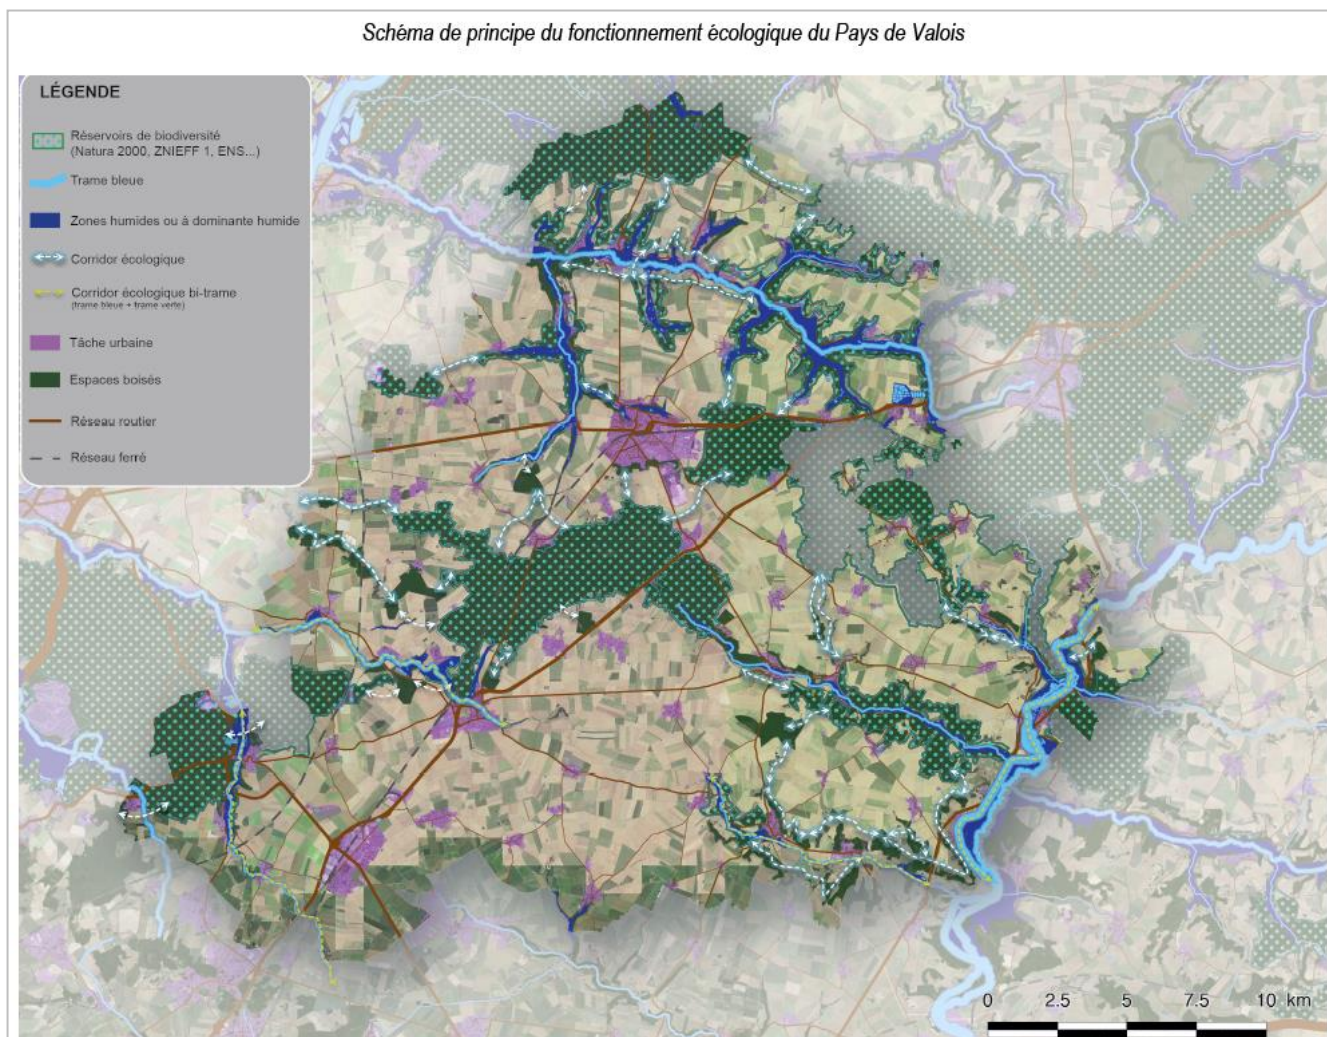 Schéma de principe du fonctionnement écologique du Pays de Valois
LÉGENDE
Réservoirs de biodiversité
(Natura 2000, ZNIEFF 1, ENS...)
Trame bleue
Zones humides ou à dominante humide
Corridor écologique
Corridor écologique bi-trame
(trame bleue + trame verte)
Tâche urbaine
Espaces boisés
Réseau routier
Réseau ferré
0 2.5 5 7.5 10 km